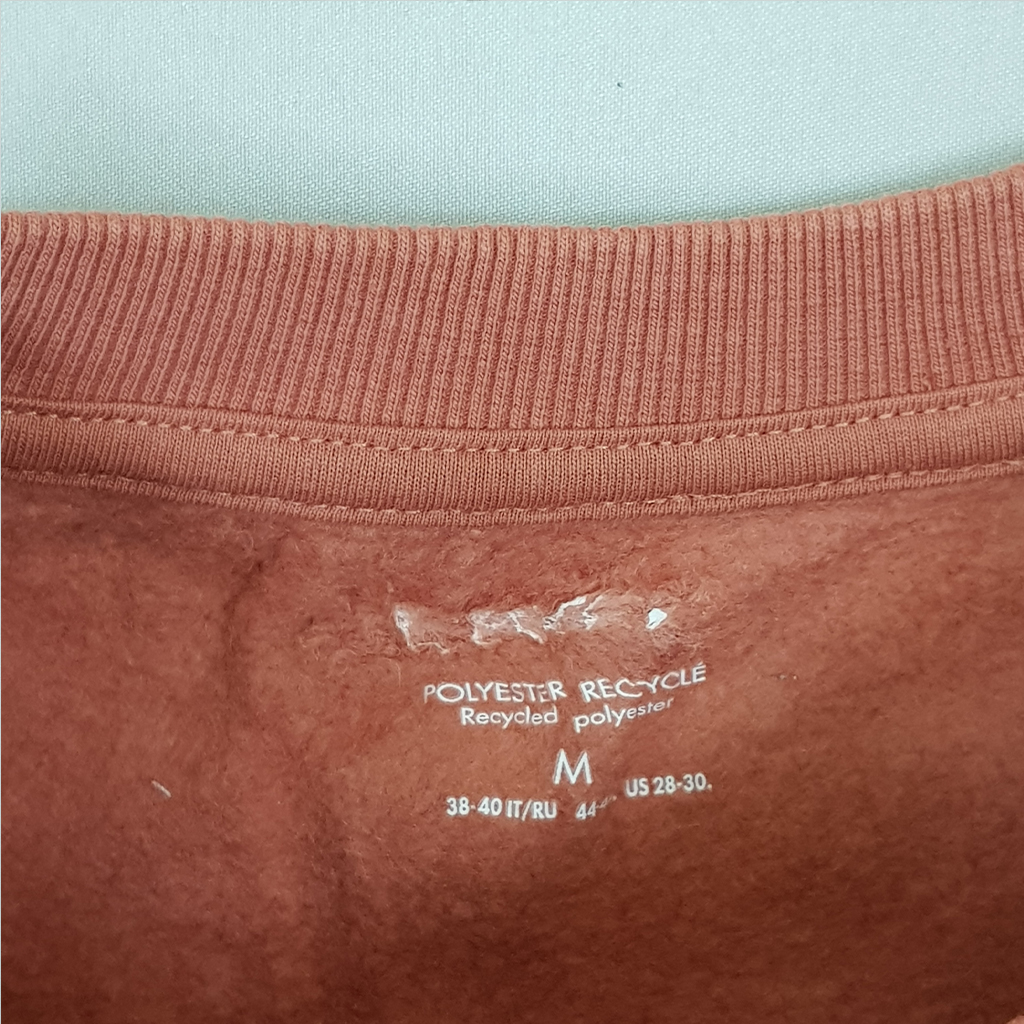 POLYESTER RECYCLÉ
Recycled polyester
M
38-40 IT/RU US 28-30.